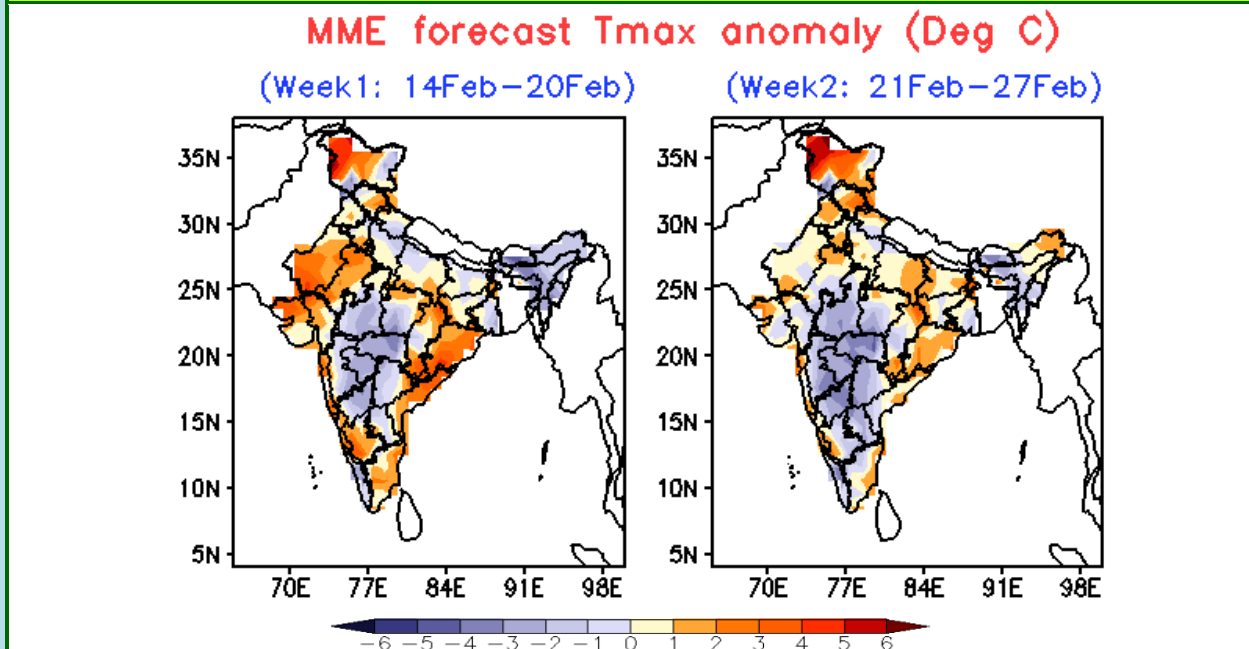 MME forecast Tmax anomaly (Deg C)
(Week1: 14Feb−20Feb)
(Week2: 21Feb−27Feb)
35N
30N
25N
20N
15N
10N
5N
70E 77E 84E 91E 98E
35N
30N
25N
20N
15N
10N
5N
70E 77E 84E 91E 98E
−6 −5 −4 −3 −2 −1 0 1 2 3 4 5 6